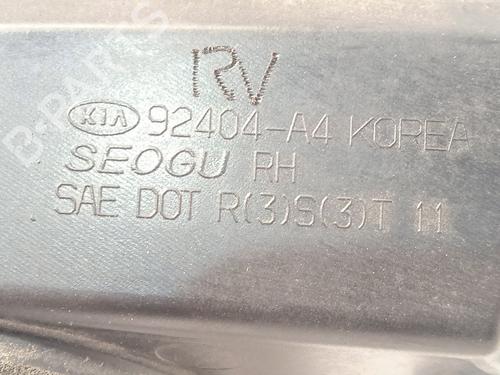 RV
KIA 92404-A4 KOREA
SEOGU RH
SAE DOT R(3)S(3)T 11
B-PARTS